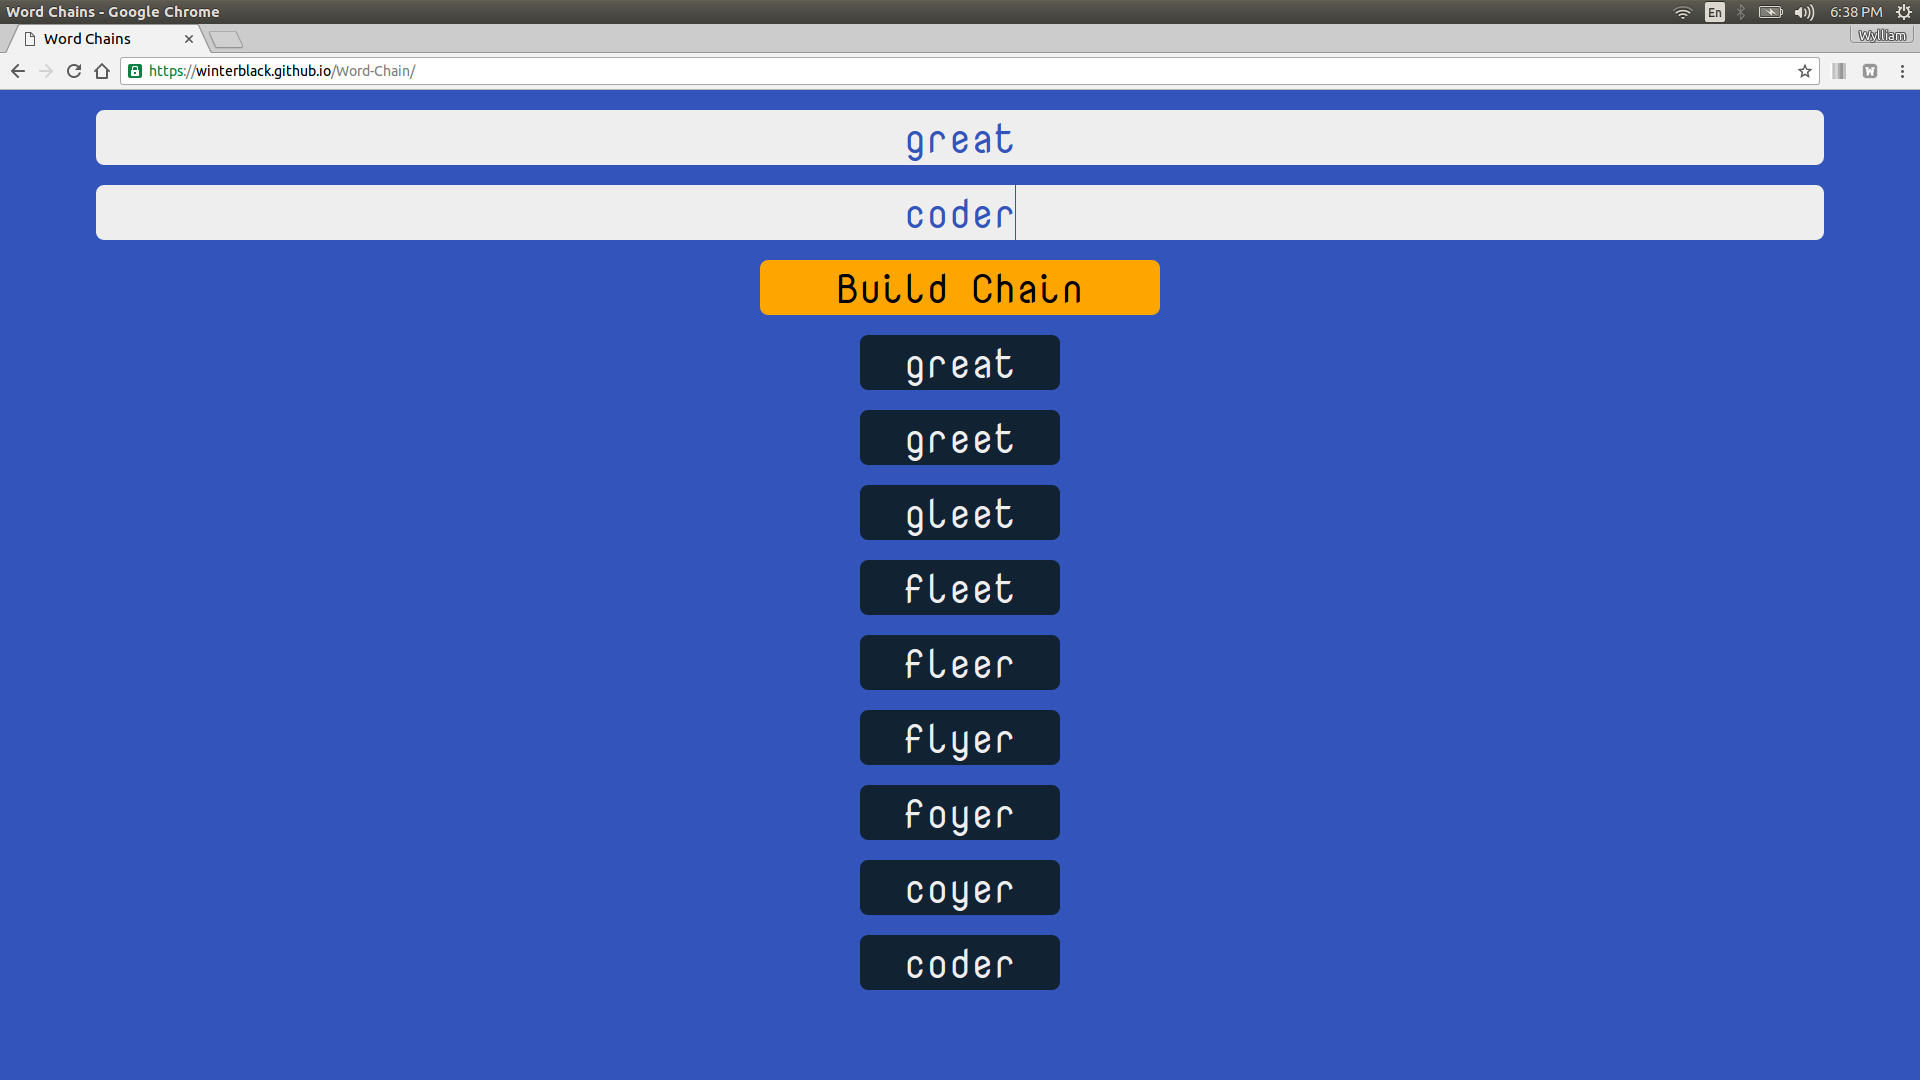 Word Chains - Google Chrome
En
6:38 PM
Word Chains
Wylliam
https://winterblack.github.io/Word-Chain/
W
great
coder
Build Chain
great
greet
gleet
fleet
fleer
flyer
foyer
coyer
coder